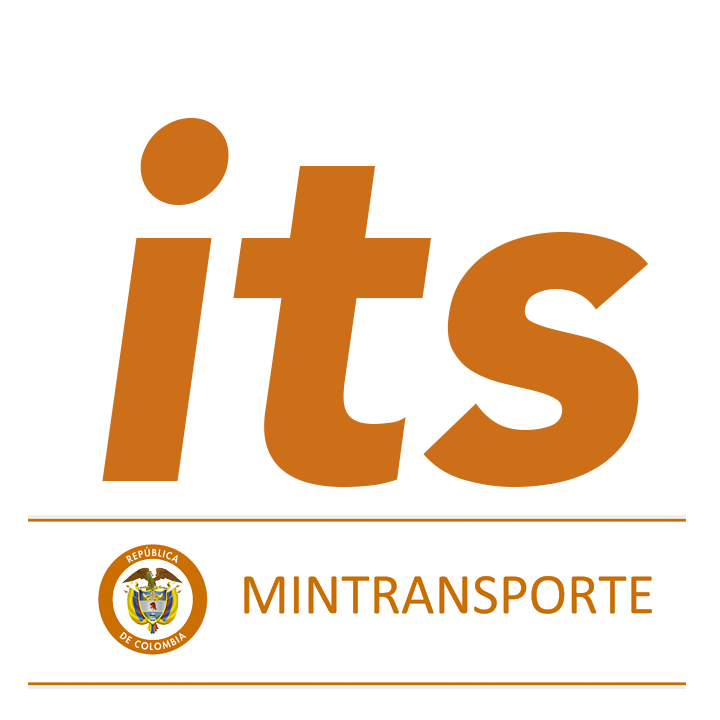 its
REPÚBLICA
DE COLOMBIA
MINTRANSPORTE